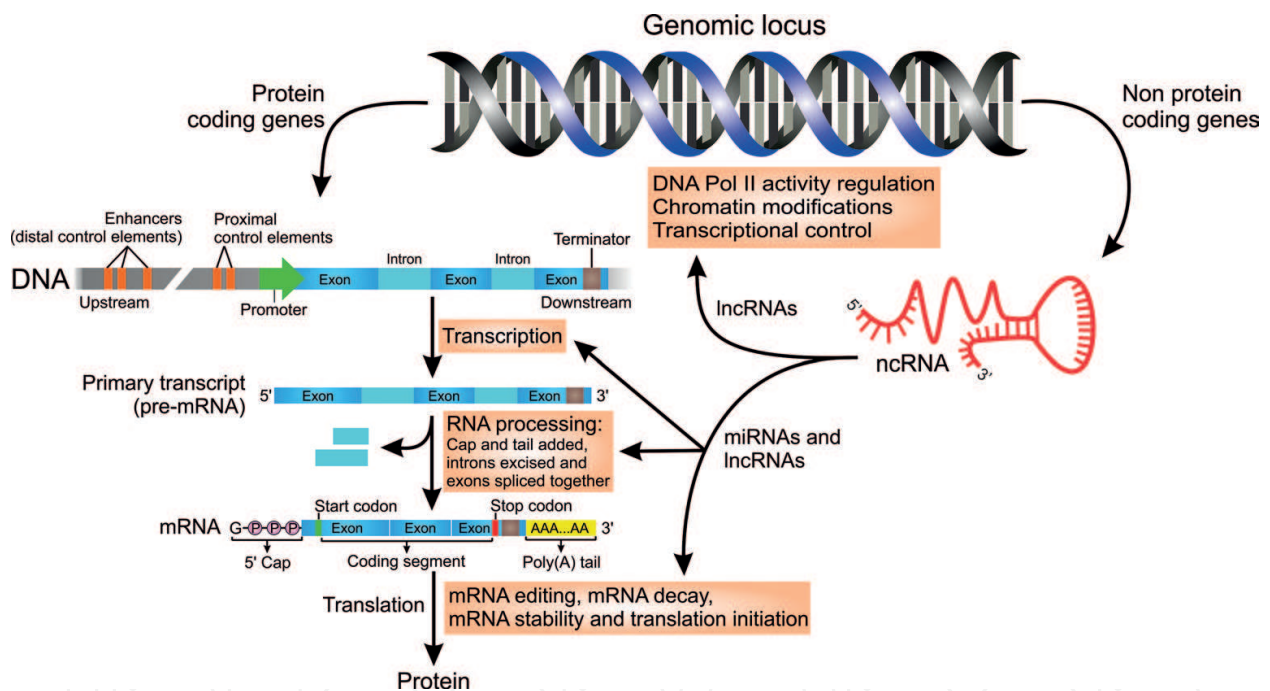 Genomic locus
Protein
coding genes
Non protein
coding genes
DNA Pol II activity regulation
Chromatin modifications
Transcriptional control
Enhancers
(distal control elements)
Proximal
control elements
Terminator
Intron
Intron
DNA
Exon
Exon
Exon
Upstream
Promoter
Downstream
lncRNAs
5'
3'
ncRNA
Transcription
Primary transcript
(pre-mRNA)
5'
Exon
Exon
Exon
3'
RNA processing:
Cap and tail added,
introns excised and
exons spliced together
miRNAs and
lncRNAs
Start codon
Stop codon
mRNA
G-P-P-P
Exon
Exon
Exon
AAA...AA
3'
5' Cap
Coding segment
Poly(A) tail
Translation
mRNA editing, mRNA decay,
mRNA stability and translation initiation
Protein